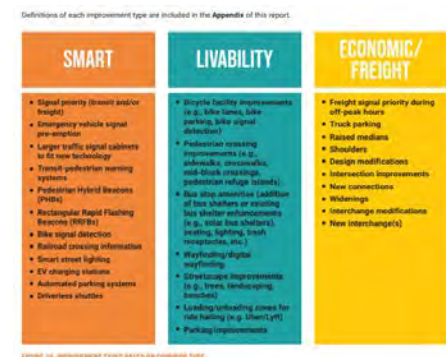 Definitions of each improvement type are included in the Appendix of this report.
SMART
• Signal priority (transit and/or
freight)
• Emergency vehicle signal
pre-emption
• Larger traffic signal cabinets
to fit new technology
• Transit-pedestrian warning
systems
• Pedestrian Hybrid Beacons
(PHBs)
• Rectangular Rapid Flashing
Beacons (RRFBs)
• Bike signal detection
• Railroad crossing information
• Smart street lighting
• EV charging stations
• Automated parking systems
• Driverless shuttles
LIVABILITY
• Bicycle facility improvements
(e.g., bike lanes, bike
parking, bike signal
detection)
• Pedestrian crossing
improvements (e.g.,
sidewalks, crosswalks,
mid-block crossings,
pedestrian refuge islands)
• Bus stop amenities (addition
of bus shelters or existing
bus shelter enhancements
(e.g., solar bus shelters),
seating, lighting, trash
receptacles, etc.)
• Wayfinding/digital
wayfinding
• Streetscape improvements
(e.g., trees, landscaping,
benches)
• Loading/unloading zones for
ride hailing (e.g. Uber/Lyft)
• Parking improvements
ECONOMIC/
FREIGHT
• Freight signal priority during
off-peak hours
• Truck parking
• Raised medians
• Shoulders
• Design modifications
• Intersection improvements
• New connections
• Widenings
• Interchange modifications
• New interchange(s)